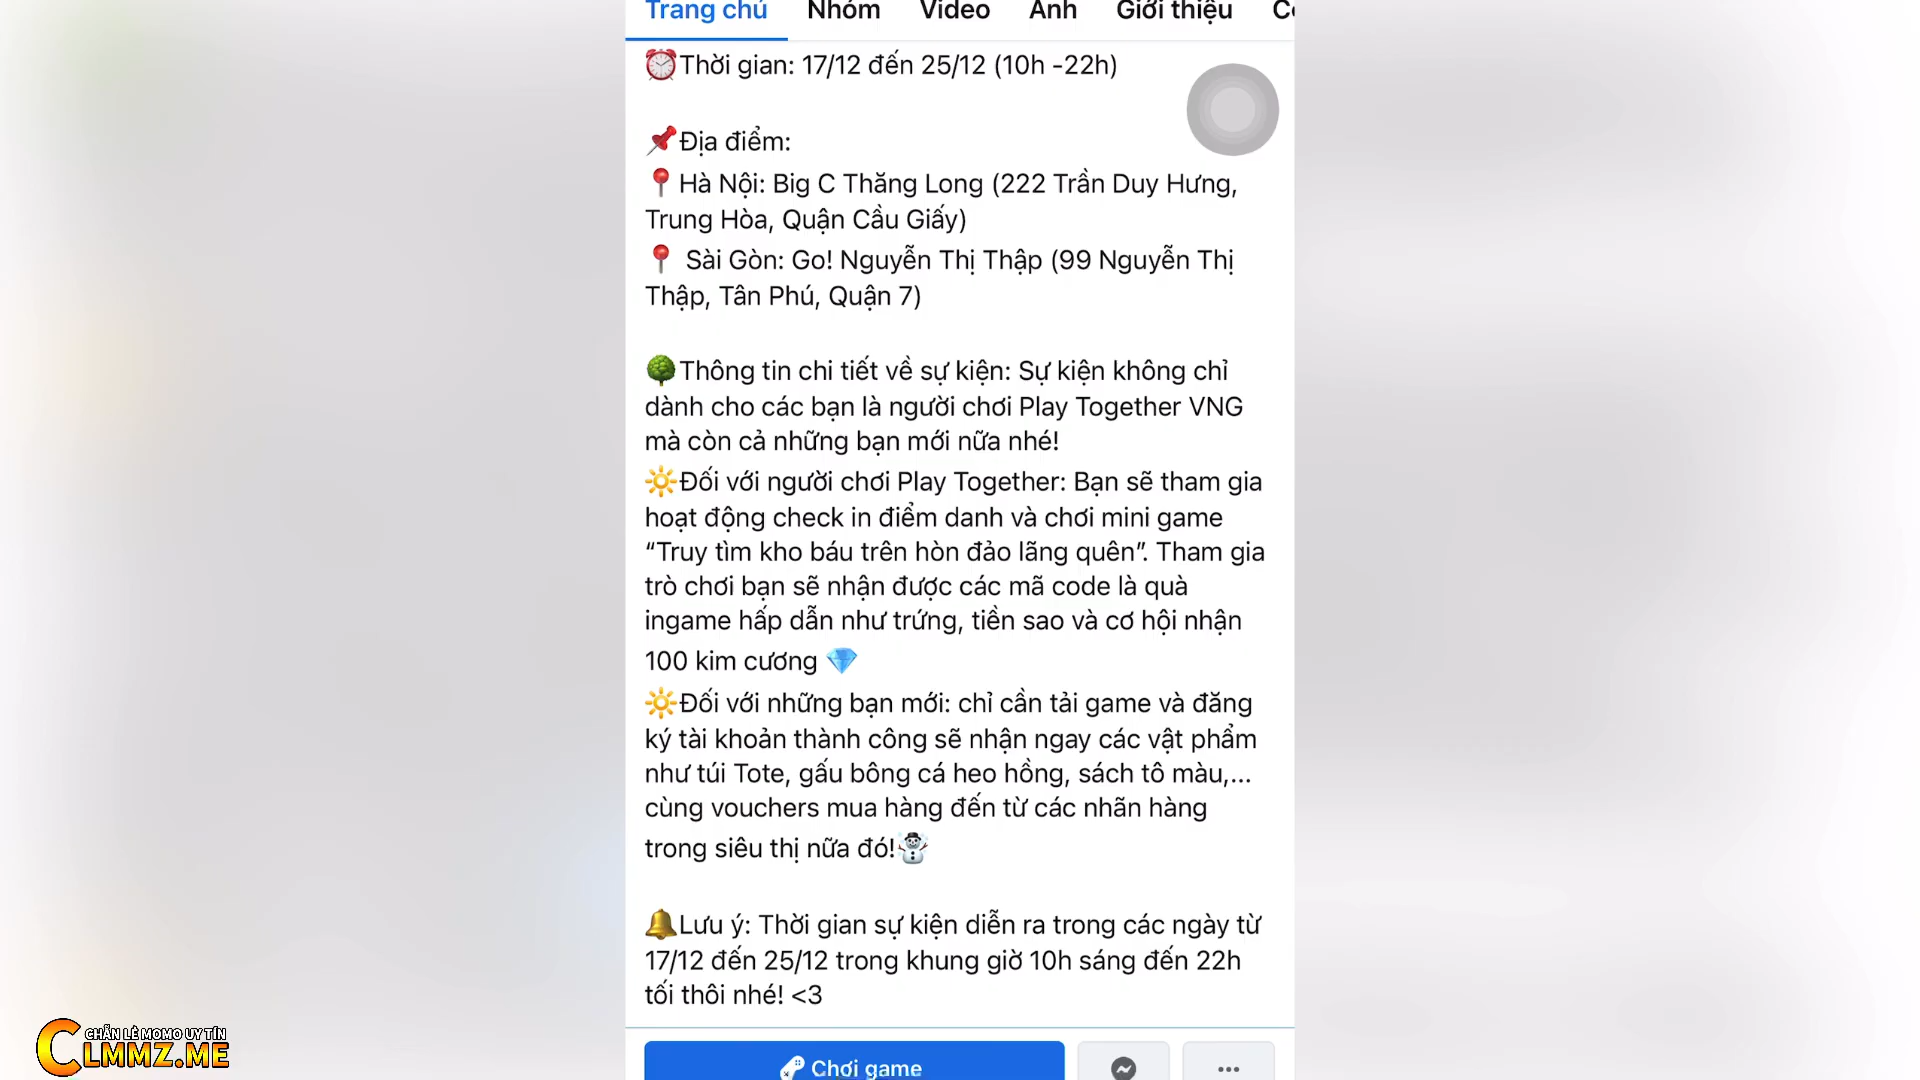 Trang chủ Nhóm Video Ảnh Giới thiệu
Thời gian: 17/12 đến 25/12 (10h -22h)
Địa điểm:
Hà Nội: Big C Thăng Long (222 Trần Duy Hưng,
Trung Hòa, Quận Cầu Giấy)
Sài Gòn: Go! Nguyễn Thị Thập (99 Nguyễn Thị
Thập, Tân Phú, Quận 7)
Thông tin chi tiết về sự kiện: Sự kiện không chỉ
dành cho các bạn là người chơi Play Together VNG
mà còn cả những bạn mới nữa nhé!
Đối với người chơi Play Together: Bạn sẽ tham gia
hoạt động check in điểm danh và chơi mini game
“Truy tìm kho báu trên hòn đảo lãng quên”. Tham gia
trò chơi bạn sẽ nhận được các mã code là quà
ingame hấp dẫn như trứng, tiền sao và cơ hội nhận
100 kim cương 💎
Đối với những bạn mới: chỉ cần tải game và đăng
ký tài khoản thành công sẽ nhận ngay các vật phẩm
như túi Tote, gấu bông cá heo hồng, sách tô màu,...
cùng vouchers mua hàng đến từ các nhãn hàng
trong siêu thị nữa đó!
Lưu ý: Thời gian sự kiện diễn ra trong các ngày từ
17/12 đến 25/12 trong khung giờ 10h sáng đến 22h
tối thôi nhé! <3
Chơi game
CHẴN LẺ MOMO UY TÍN
CLMMZ.ME